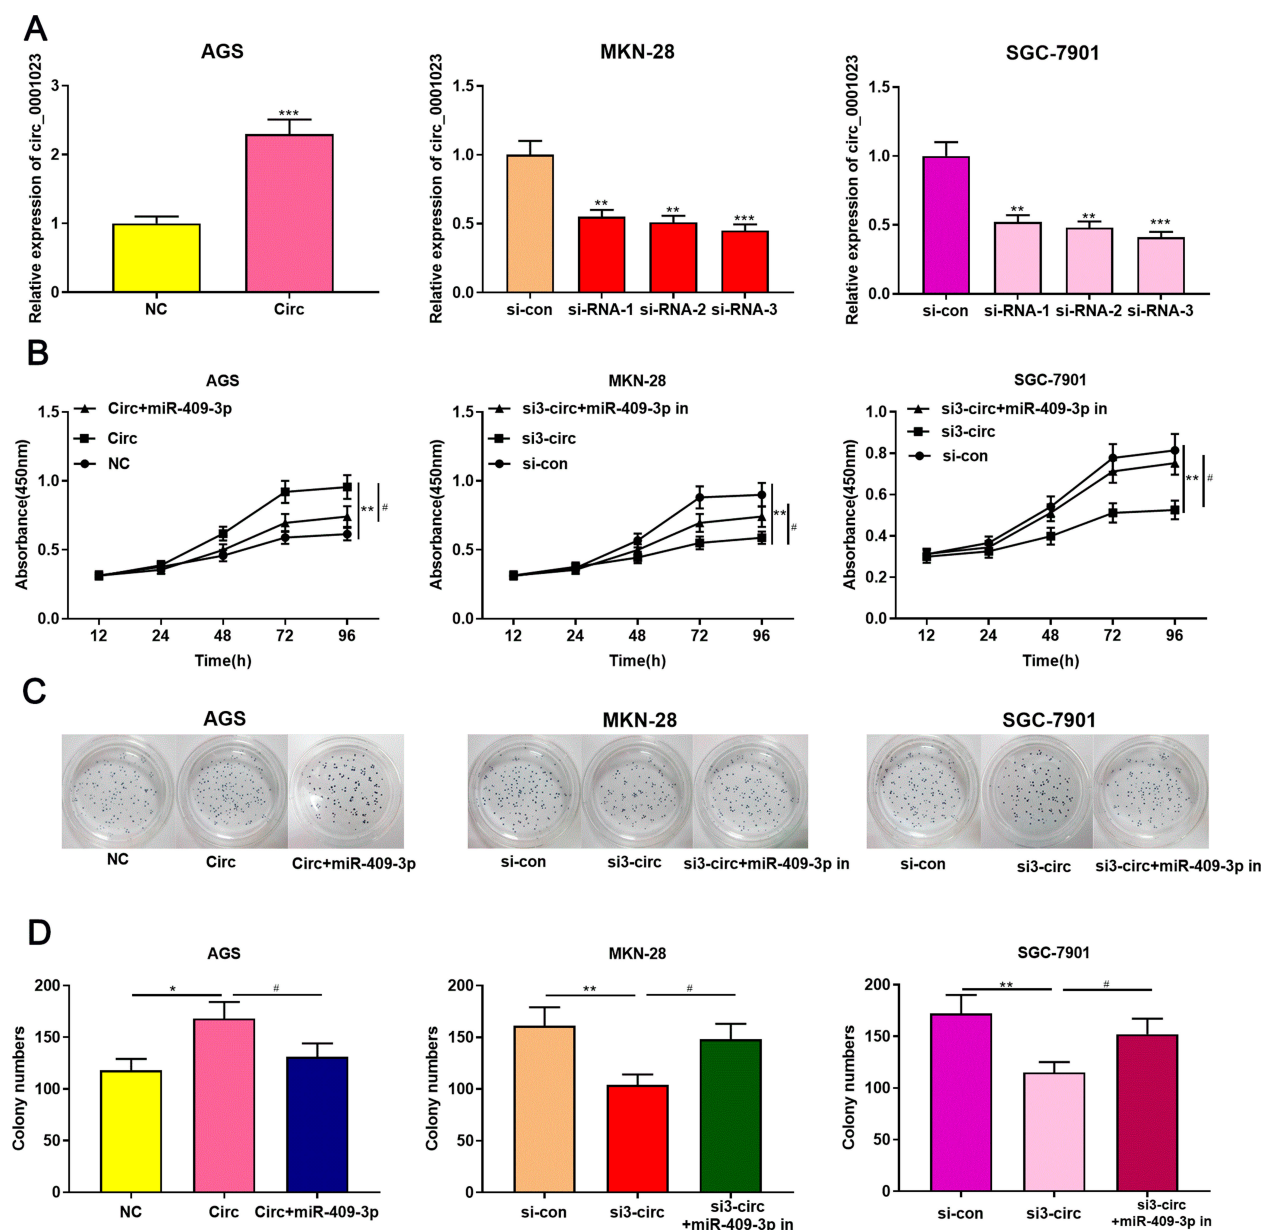 A
AGS
MKN-28
SGC-7901
Relative expression of circ_0001023
3
2
1
0
***
NC
Circ
Relative expression of circ_0001023
1.5
1.0
0.5
0.0
**
**
***
si-con
si-RNA-1
si-RNA-2
si-RNA-3
Relative expression of circ_0001023
1.5
1.0
0.5
0.0
**
**
***
si-con
si-RNA-1
si-RNA-2
si-RNA-3
B
AGS
Circ+miR-409-3p
Circ
NC
Absorbance(450nm)
1.5
1.0
0.5
0.0
** #
12 24 48 72 96
Time(h)
MKN-28
si3-circ+miR-409-3p in
si3-circ
si-con
Absorbance(450nm)
1.5
1.0
0.5
0.0
** #
12 24 48 72 96
Time(h)
SGC-7901
si3-circ+miR-409-3p in
si3-circ
si-con
Absorbance(450nm)
1.0
0.8
0.6
0.4
0.2
0.0
** #
12 24 48 72 96
Time(h)
C
AGS
MKN-28
SGC-7901
NC
Circ
Circ+miR-409-3p
si-con
si3-circ
si3-circ+miR-409-3p in
si-con
si3-circ
si3-circ+miR-409-3p in
D
AGS
Colony numbers
200
150
100
50
0
* #
NC
Circ
Circ+miR-409-3p
MKN-28
Colony numbers
200
150
100
50
0
** #
si-con
si3-circ
si3-circ
+miR-409-3p in
SGC-7901
Colony numbers
200
150
100
50
0
** #
si-con
si3-circ
si3-circ
+miR-409-3p in